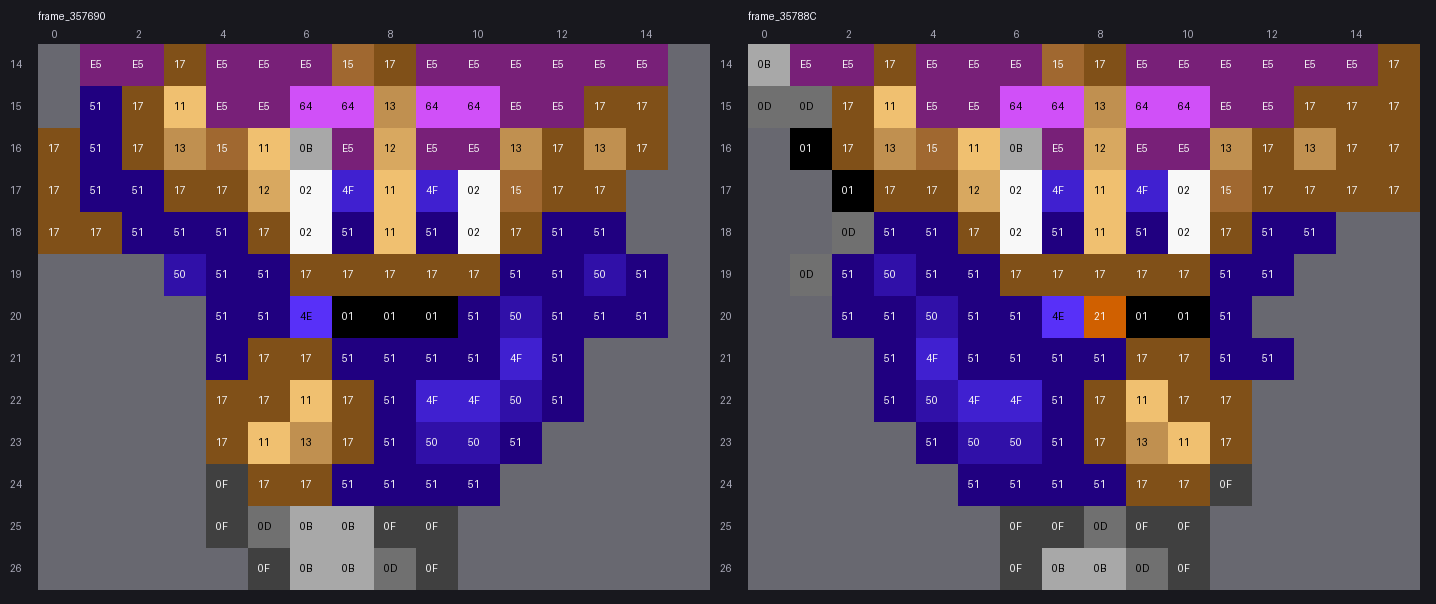 frame_357690 frame_35788C
0 2 4 6 8 10 12 14 0 2 4 6 8 10 12 14
14 E5 E5 17 E5 E5 E5 15 17 E5 E5 E5 E5 E5 E5 14 0B E5 E5 17 E5 E5 E5 15 17 E5 E5 E5 E5 E5 E5 17
15 51 17 11 E5 E5 64 64 13 64 64 E5 E5 17 17 15 0D 0D 17 11 E5 E5 64 64 13 64 64 E5 E5 17 17 17
16 17 51 17 13 15 11 0B E5 12 E5 E5 13 17 13 17 16 01 17 13 15 11 0B E5 12 E5 E5 13 17 13 17 17
17 17 51 51 17 17 12 02 4F 11 4F 02 15 17 17 17 01 17 17 12 02 4F 11 4F 02 15 17 17 17 17
18 17 17 51 51 51 17 02 51 11 51 02 17 51 51 18 0D 51 51 17 02 51 11 51 02 17 51 51
19 50 51 51 17 17 17 17 17 51 51 50 51 19 0D 51 50 51 51 17 17 17 17 17 51 51
20 51 51 4E 01 01 01 51 50 51 51 51 20 51 51 50 51 51 4E 21 01 01 51
21 51 17 17 51 51 51 51 4F 51 21 51 4F 51 51 51 51 17 17 51 51
22 17 17 11 17 51 4F 4F 50 51 22 51 50 4F 4F 51 17 11 17 17
23 17 11 13 17 51 50 50 51 23 51 50 50 51 17 13 11 17
24 0F 17 17 51 51 51 51 24 51 51 51 51 17 17 0F
25 0F 0D 0B 0B 0F 0F 25 0F 0F 0D 0F 0F
26 0F 0B 0B 0D 0F 26 0F 0B 0B 0D 0F